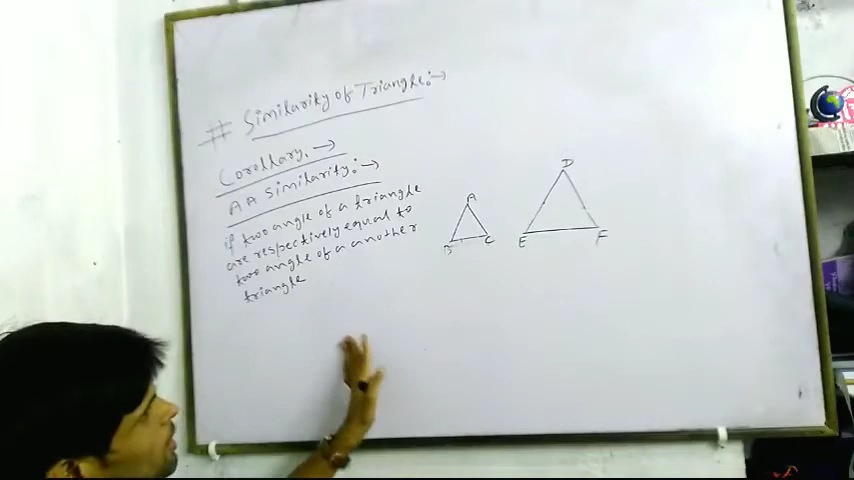 # Similarity of Triangle:→
Corollary. →
AA Similarity:→
if two angle of a triangle
are respectively equal to
two angle of a another
triangle
A
B
C
D
E
F